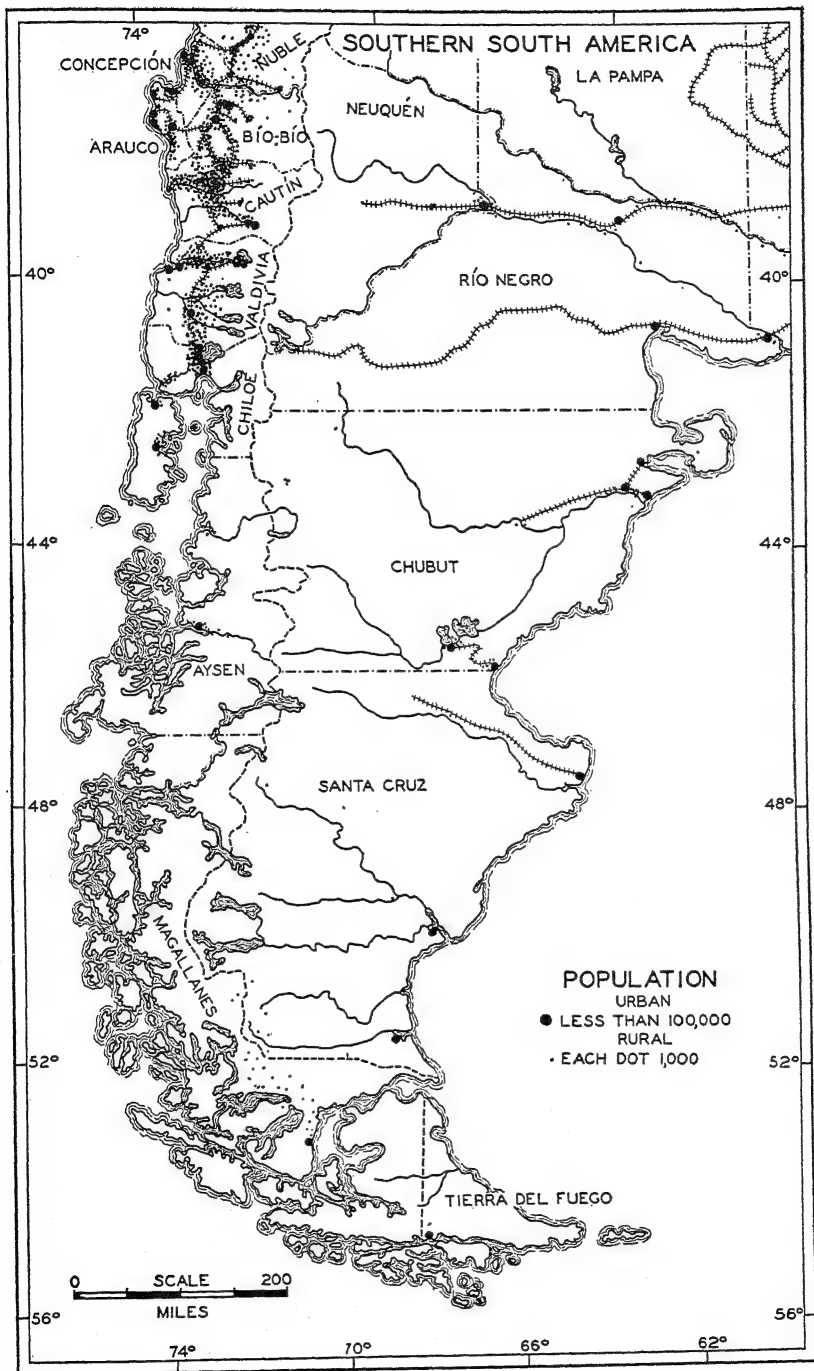 74°
SOUTHERN SOUTH AMERICA
CONCEPCIÓN
ÑUBLE
LA PAMPA
NEUQUÉN
ARAUCO
BÍO-BÍO
CAUTÍN
40°
VALDIVIA
RÍO NEGRO
40°
CHILOE
44°
CHUBUT
44°
AYSEN
SANTA CRUZ
48°
48°
MAGALLANES
POPULATION
URBAN
LESS THAN 100,000
RURAL
EACH DOT 1,000
52°
52°
TIERRA DEL FUEGO
0 SCALE 200
MILES
56°
56°
74°
70°
66°
62°